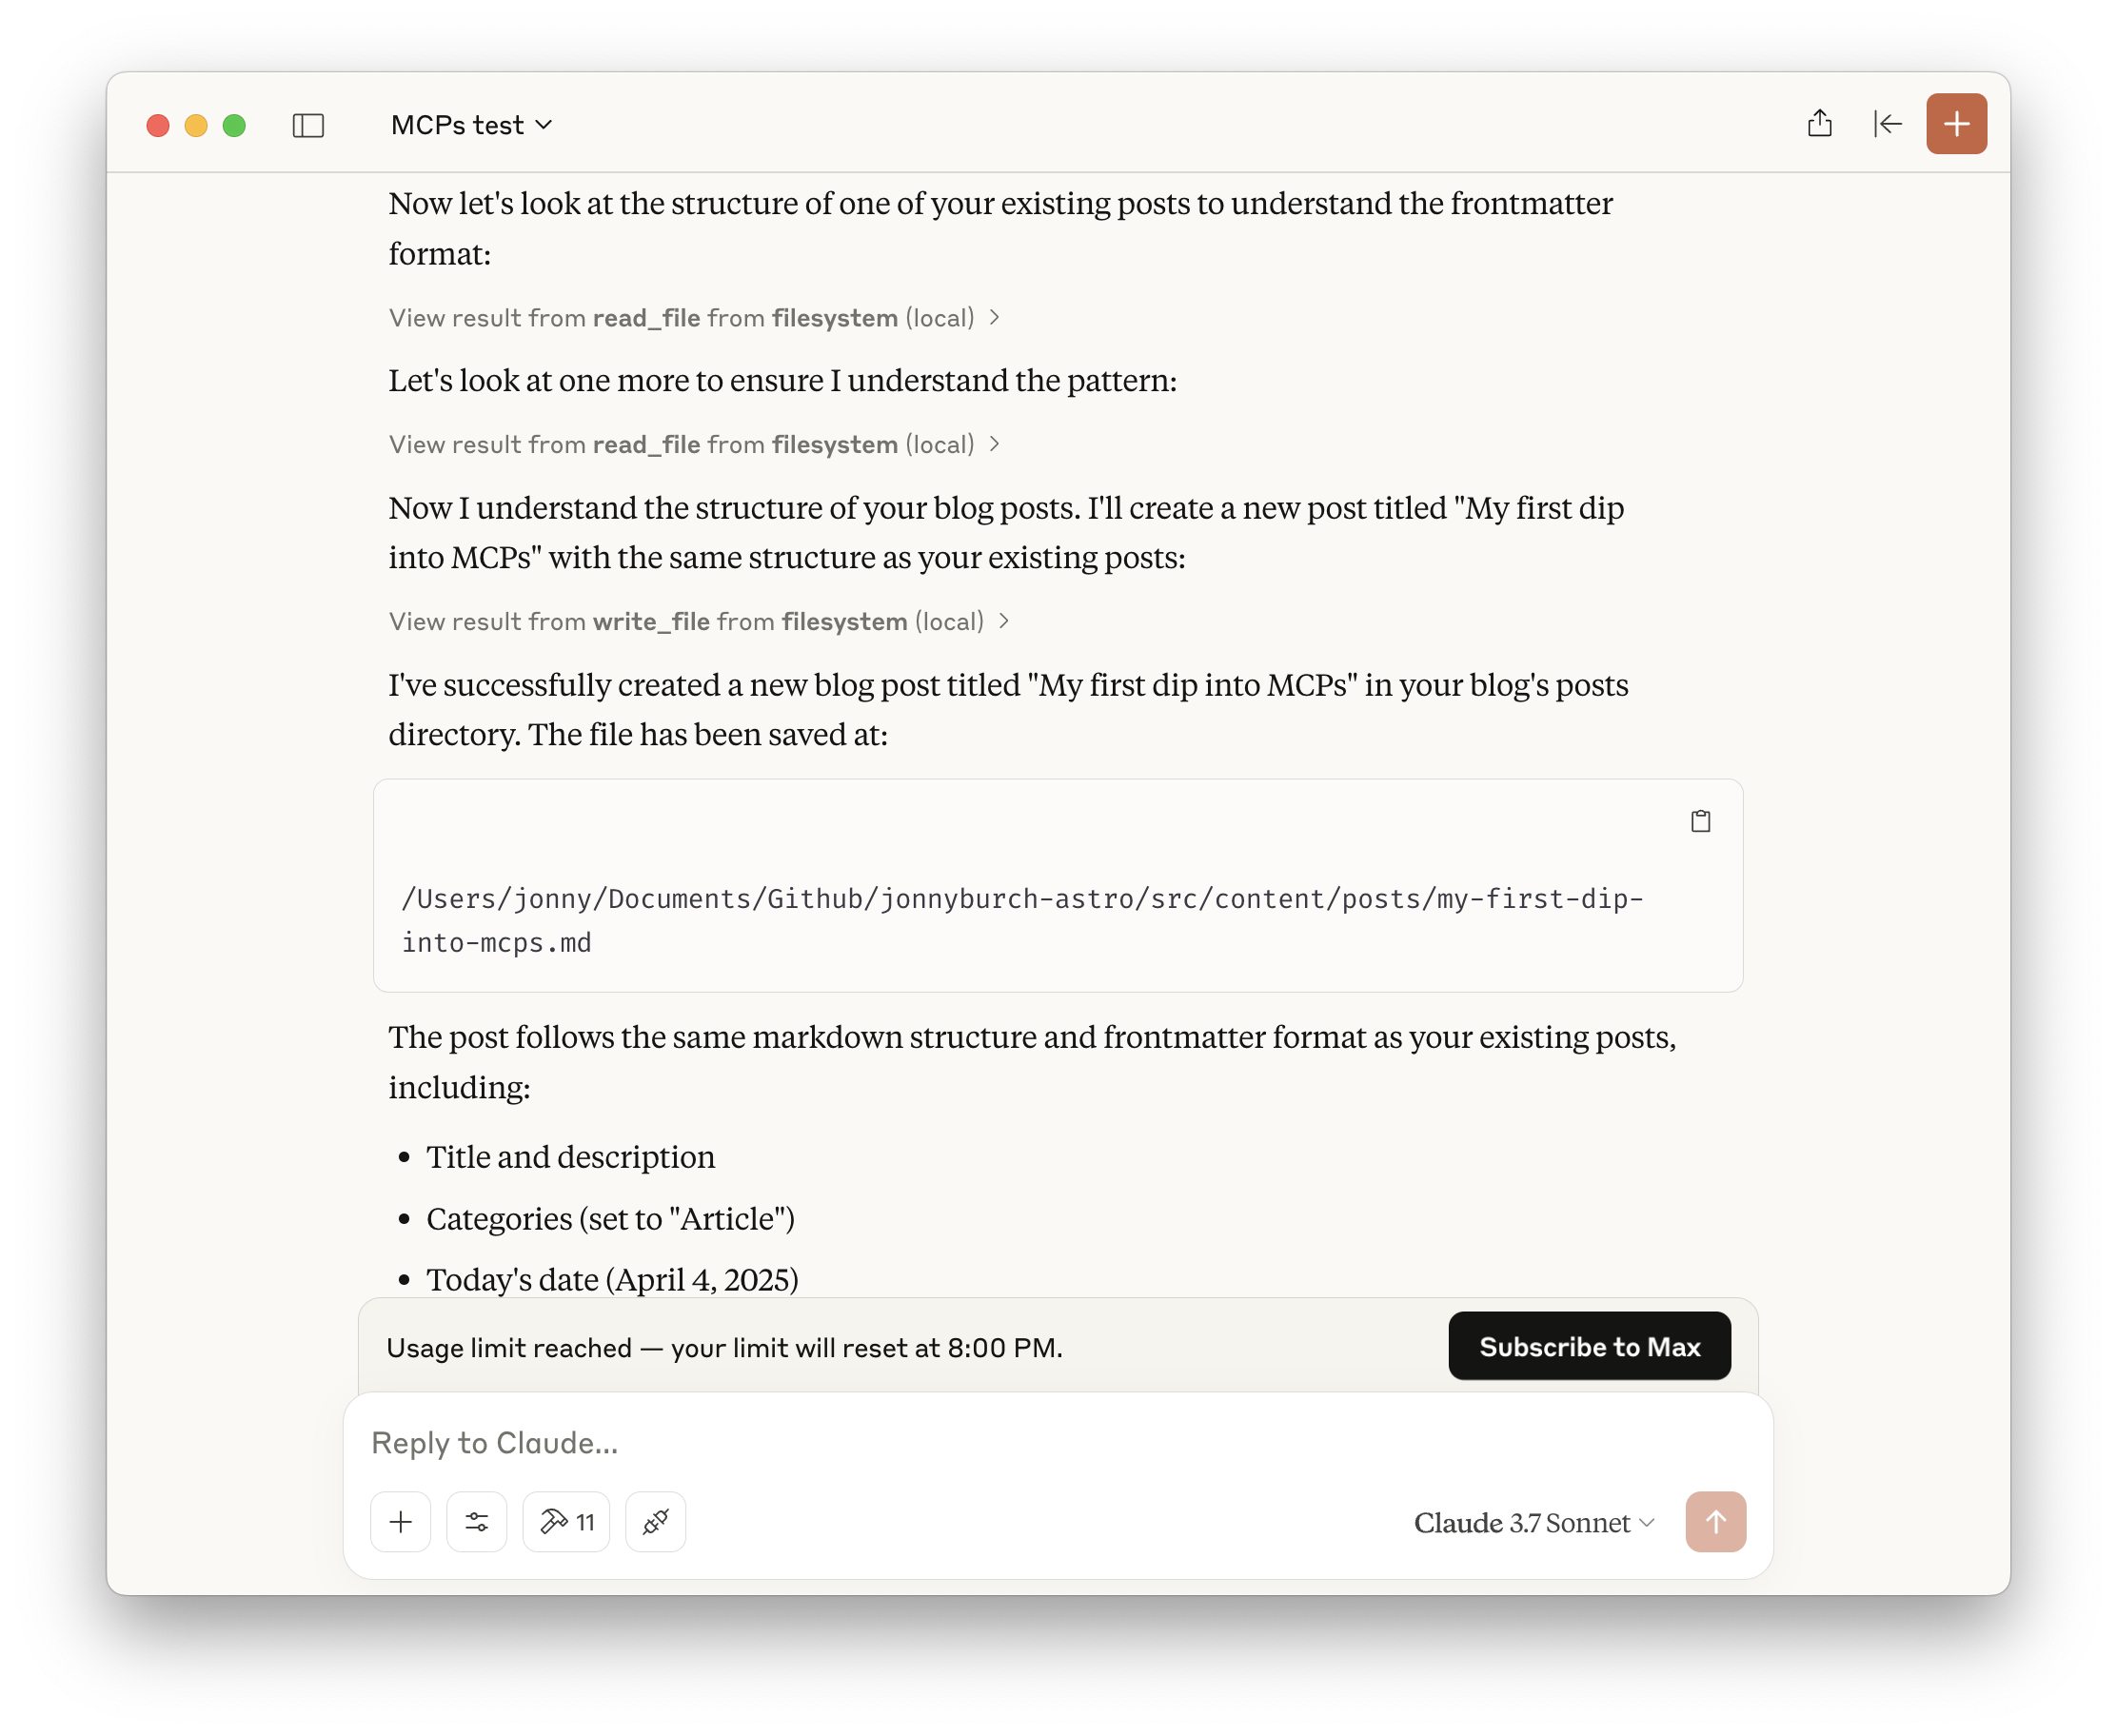 MCPs test
Now let's look at the structure of one of your existing posts to understand the frontmatter
format:
View result from read_file from filesystem (local)
Let's look at one more to ensure I understand the pattern:
View result from read_file from filesystem (local)
Now I understand the structure of your blog posts. I'll create a new post titled "My first dip
into MCPs" with the same structure as your existing posts:
View result from write_file from filesystem (local)
I've successfully created a new blog post titled "My first dip into MCPs" in your blog's posts
directory. The file has been saved at:
/Users/jonny/Documents/Github/jonnyburch-astro/src/content/posts/my-first-dip-
into-mcps.md
The post follows the same markdown structure and frontmatter format as your existing posts,
including:
• Title and description
• Categories (set to "Article")
• Today's date (April 4, 2025)
Usage limit reached — your limit will reset at 8:00 PM.
Subscribe to Max
Reply to Claude...
11
Claude 3.7 Sonnet